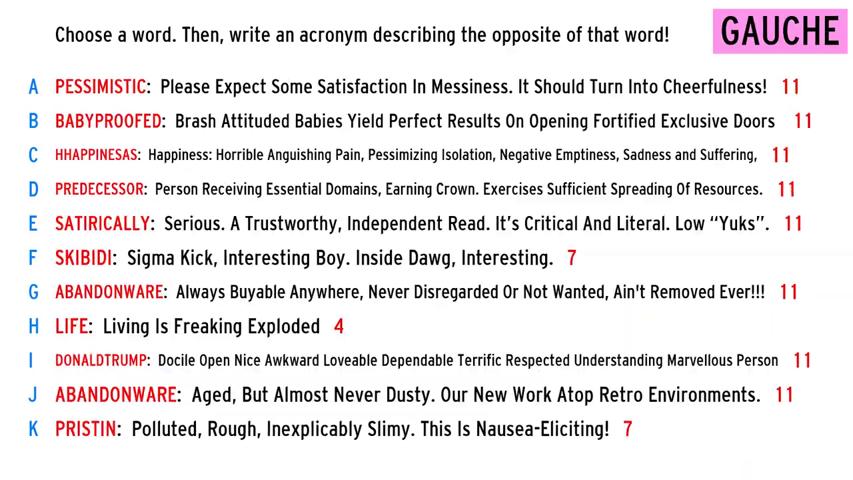 Choose a word. Then, write an acronym describing the opposite of that word!
GAUCHE
A PESSIMISTIC: Please Expect Some Satisfaction In Messiness. It Should Turn Into Cheerfulness! 11
B BABYPROOFED: Brash Attituded Babies Yield Perfect Results On Opening Fortified Exclusive Doors 11
C HHAPPINESAS: Happiness: Horrible Anguishing Pain, Pessimizing Isolation, Negative Emptiness, Sadness and Suffering, 11
D PREDECESSOR: Person Receiving Essential Domains, Earning Crown. Exercises Sufficient Spreading Of Resources. 11
E SATIRICALLY: Serious. A Trustworthy, Independent Read. It's Critical And Literal. Low “Yuks”. 11
F SKIBIDI: Sigma Kick, Interesting Boy. Inside Dawg, Interesting. 7
G ABANDONWARE: Always Buyable Anywhere, Never Disregarded Or Not Wanted, Ain't Removed Ever!!! 11
H LIFE: Living Is Freaking Exploded 4
I DONALDTRUMP: Docile Open Nice Awkward Loveable Dependable Terrific Respected Understanding Marvellous Person 11
J ABANDONWARE: Aged, But Almost Never Dusty. Our New Work Atop Retro Environments. 11
K PRISTIN: Polluted, Rough, Inexplicably Slimy. This Is Nausea-Eliciting! 7